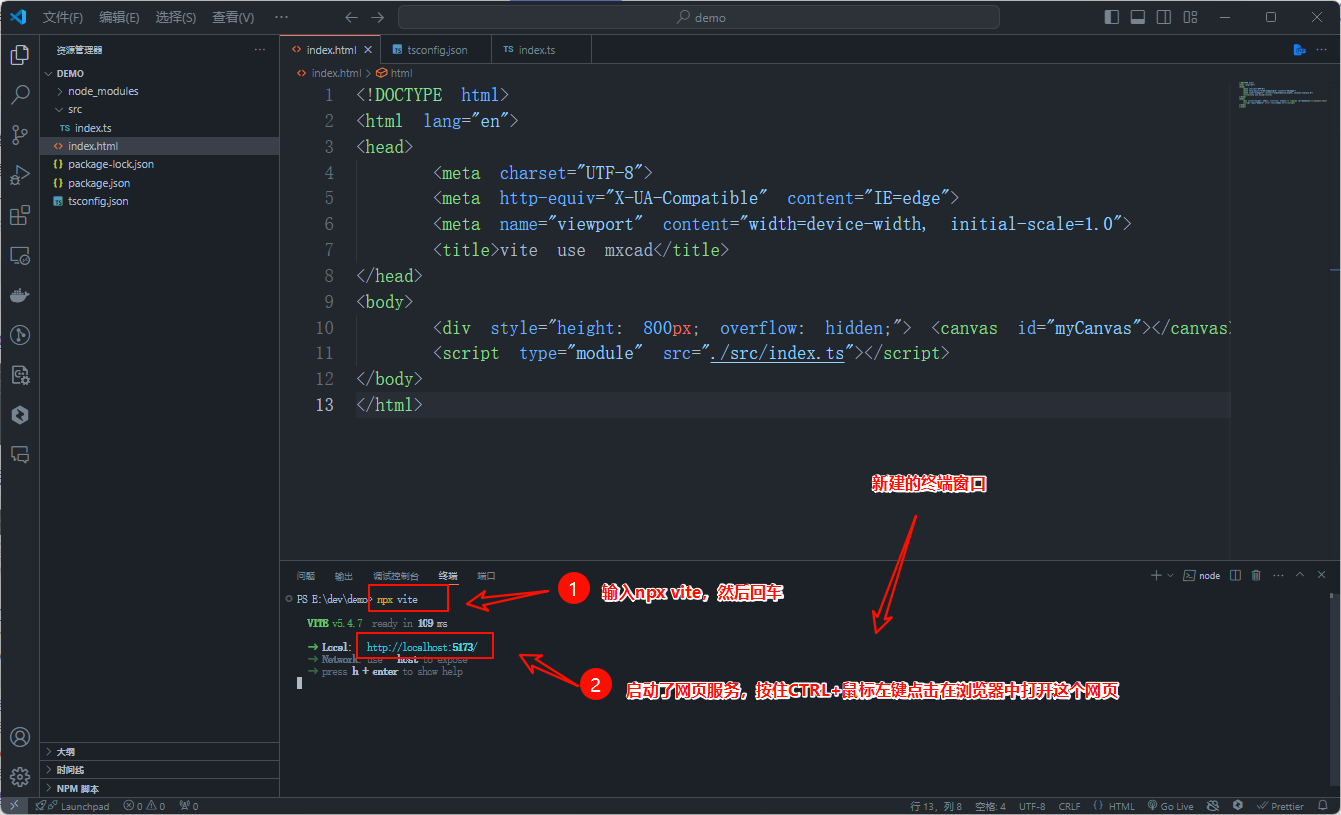 文件(F) 编辑(E) 选择(S) 查看(V) ··· demo
资源管理器 ···
index.html tsconfig.json TS index.ts ···
index.html > html
DEMO
node_modules
src
TS index.ts
index.html
{} package-lock.json
{} package.json
tsconfig.json
1 <!DOCTYPE html>
2 <html lang="en">
3 <head>
4 <meta charset="UTF-8">
5 <meta http-equiv="X-UA-Compatible" content="IE=edge">
6 <meta name="viewport" content="width=device-width, initial-scale=1.0">
7 <title>vite use mxcad</title>
8 </head>
9 <body>
10 <div style="height: 800px; overflow: hidden;"> <canvas id="myCanvas"></canvas>
11 <script type="module" src="./src/index.ts"></script>
12 </body>
13 </html>
新建的终端窗口
问题 输出 调试控制台 终端 端口 node ···
PS E:\dev\demo> npx vite
1 输入npx vite，然后回车
VITE v5.4.7 ready in 109 ms
➜ Local: http://localhost:5173/
➜ Network: use --host to expose
➜ press h + enter to show help
2 启动了网页服务，按住CTRL+鼠标左键点击在浏览器中打开这个网页
大纲
时间线
NPM 脚本
Launchpad 0 0 0 行 13，列 8 空格: 4 UTF-8 CRLF {} HTML Go Live Prettier